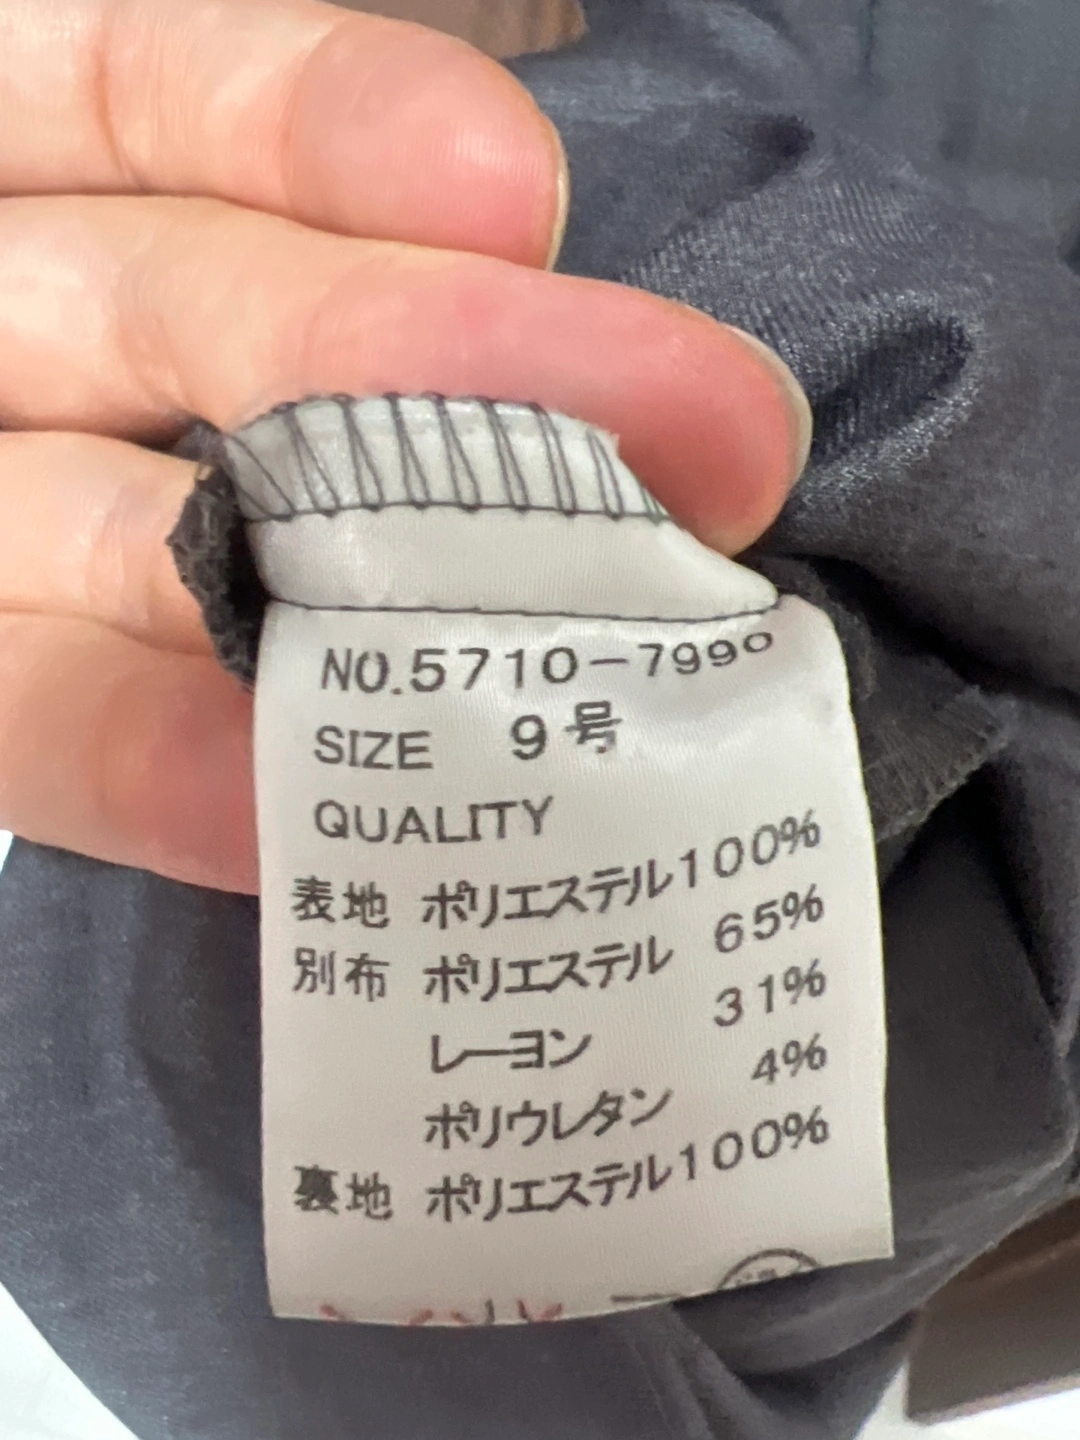 NO.5710-7990
SIZE 9号
QUALITY
表地 ポリエステル100%
別布 ポリエステル 65%
レーヨン 31%
ポリウレタン 4%
裏地 ポリエステル100%